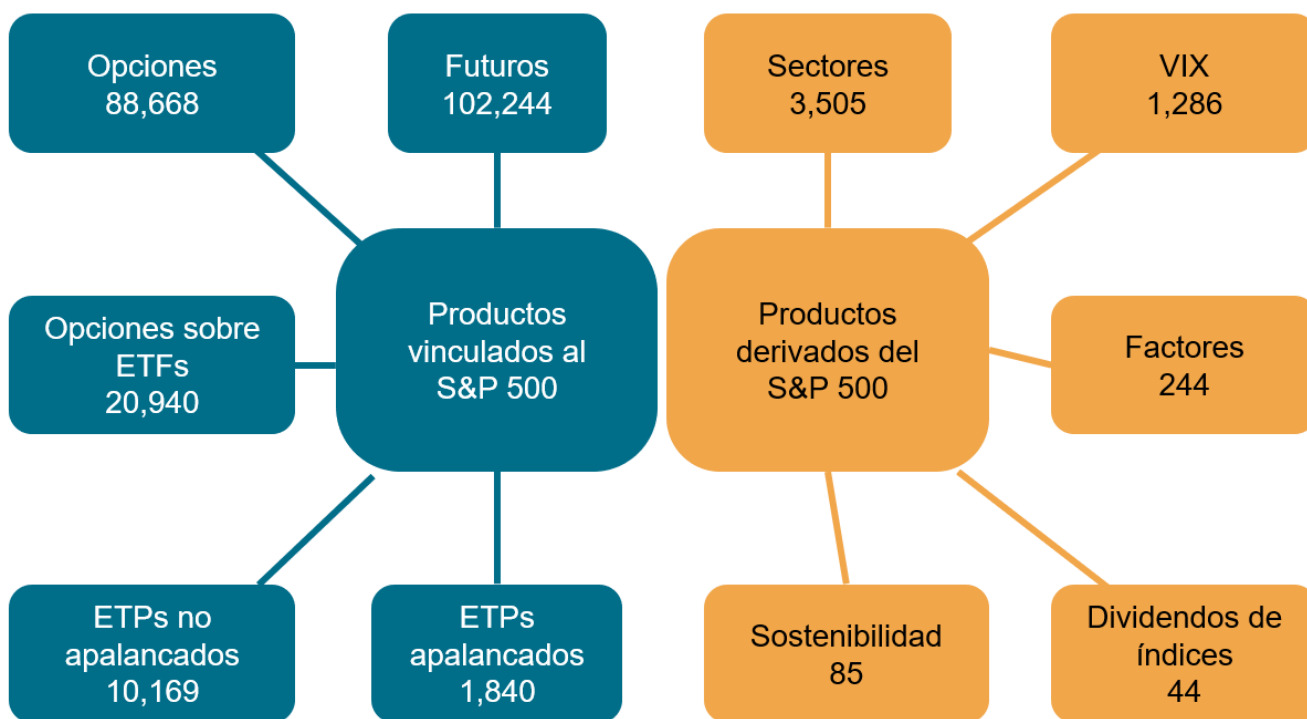 Opciones
88,668
Futuros
102,244
Sectores
3,505
VIX
1,286
Opciones sobre
ETFs
20,940
Productos
vinculados al
S&P 500
Productos
derivados del
S&P 500
Factores
244
ETPs no
apalancados
10,169
ETPs
apalancados
1,840
Sostenibilidad
85
Dividendos de
índices
44